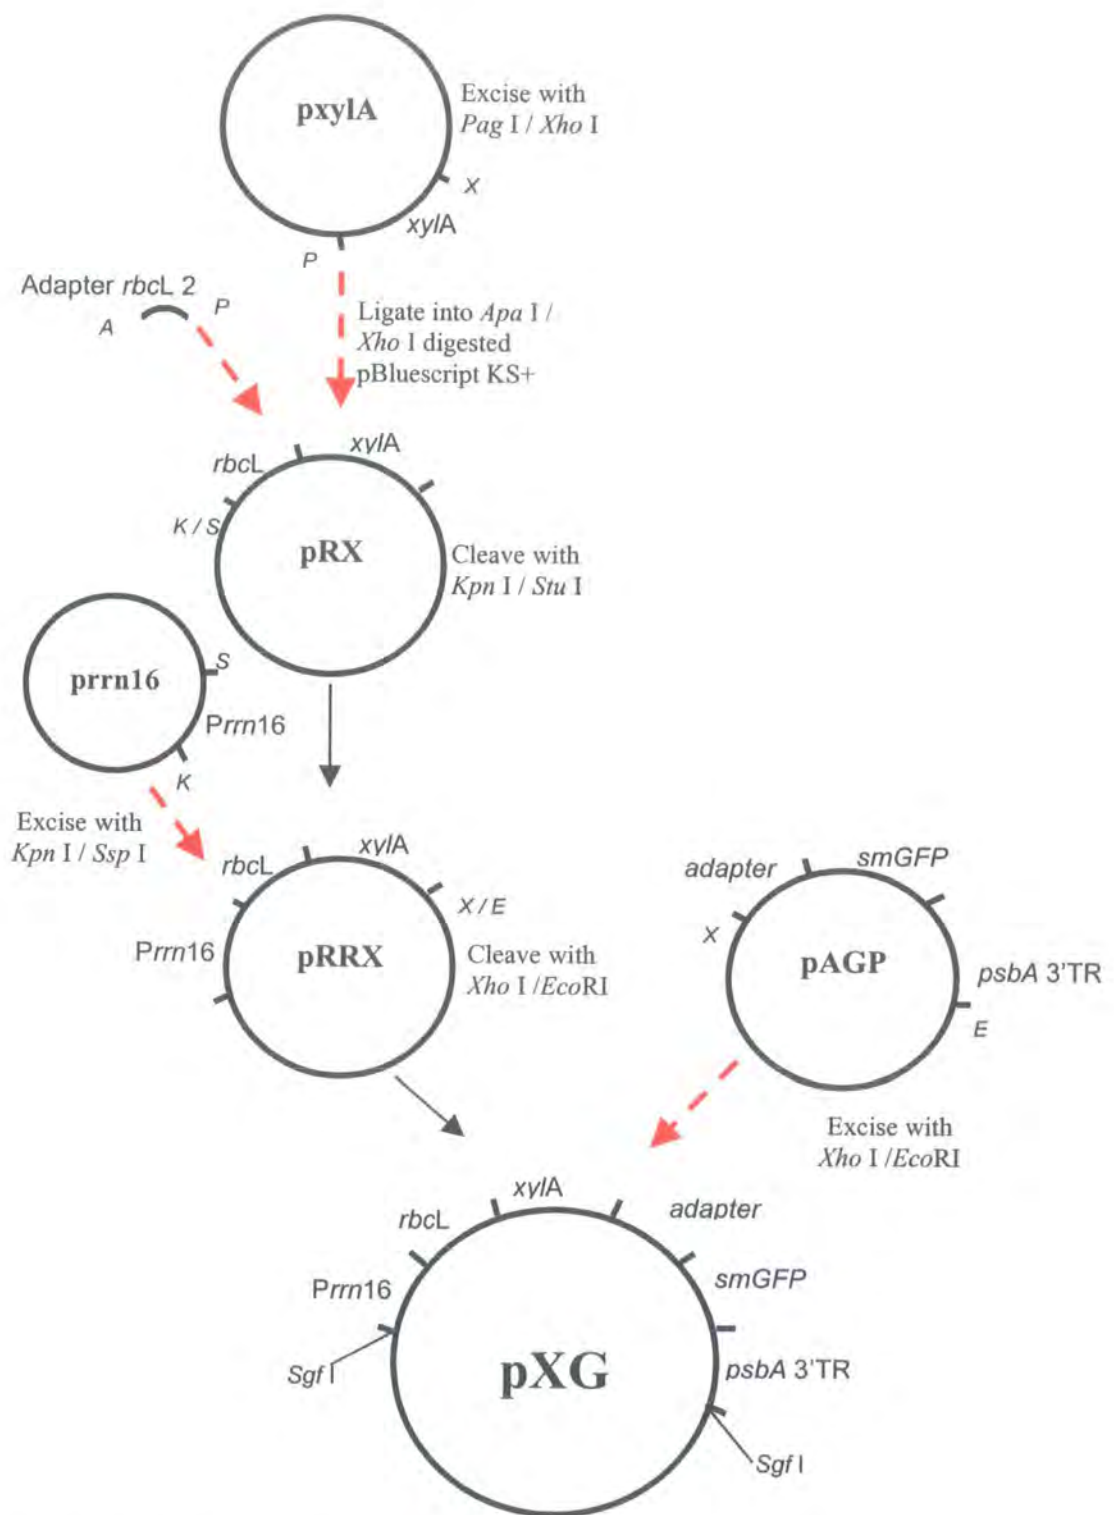 pxylA
Excise with
Pag I / Xho I
X
xylA
P
Adapter rbcL 2
P
A
Ligate into Apa I /
Xho I digested
pBluescript KS+
xylA
rbcL
K / S
pRX
Cleave with
Kpn I / Stu I
prrn16
S
Prrn16
K
Excise with
Kpn I / Ssp I
rbcL
xylA
X / E
Prrn16
pRRX
Cleave with
Xho I /EcoRI
adapter
smGFP
X
pAGP
psbA 3'TR
E
Excise with
Xho I /EcoRI
xylA
rbcL
adapter
Prrn16
smGFP
Sgf I
pXG
psbA 3'TR
Sgf I